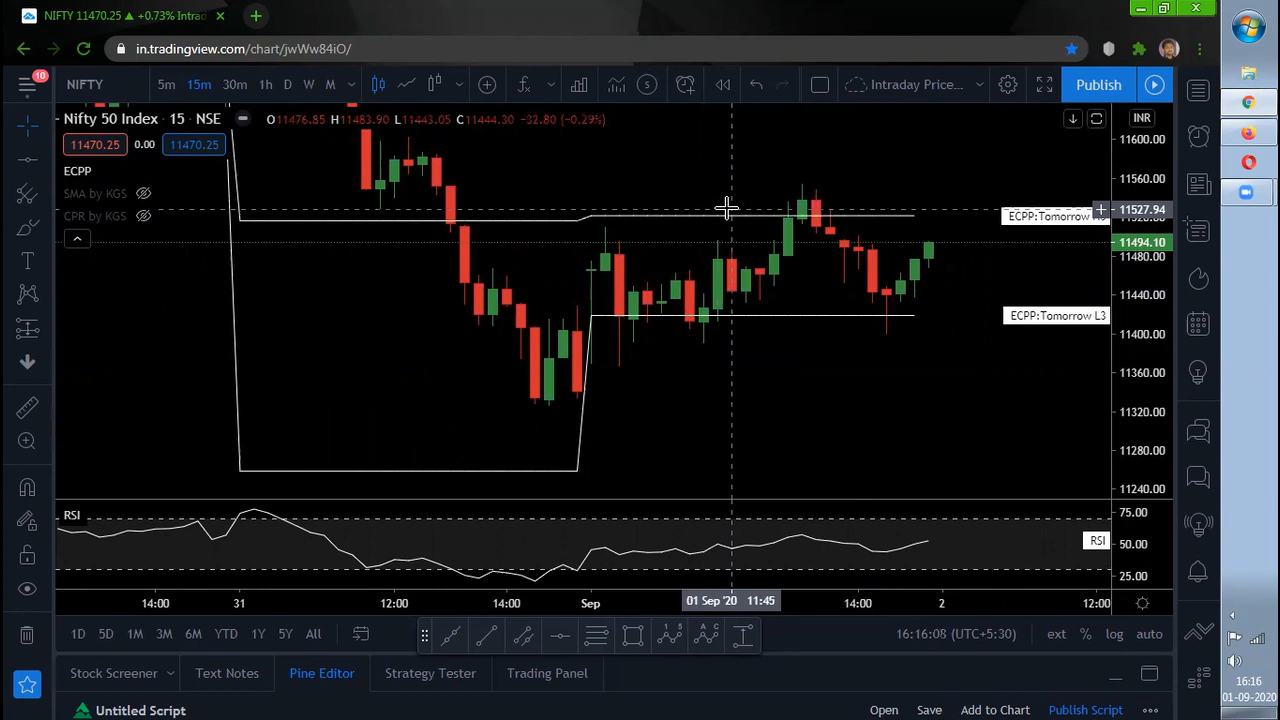 NIFTY 11470.25 ▲ +0.73% Intrad
in.tradingview.com/chart/jwWw84iO/
10
NIFTY 5m 15m 30m 1h D W M Intraday Price... Publish
Nifty 50 Index · 15 · NSE O11476.85 H11483.90 L11443.05 C11444.30 −32.80 (−0.29%) INR
11470.25 0.00 11470.25
ECPP
SMA by KGS
CPR by KGS
11600.00
11560.00
11527.94
ECPP:Tomorrow
11494.10
11480.00
11440.00
ECPP:Tomorrow L3
11400.00
11360.00
11320.00
11280.00
11240.00
RSI
75.00
RSI
50.00
25.00
14:00 31 12:00 14:00 Sep 01 Sep '20 11:45 14:00 2 12:00
1D 5D 1M 3M 6M YTD 1Y 5Y All 16:16:08 (UTC+5:30) ext % log auto
Stock Screener Text Notes Pine Editor Strategy Tester Trading Panel
Untitled Script Open Save Add to Chart Publish Script
16:16
01-09-2020